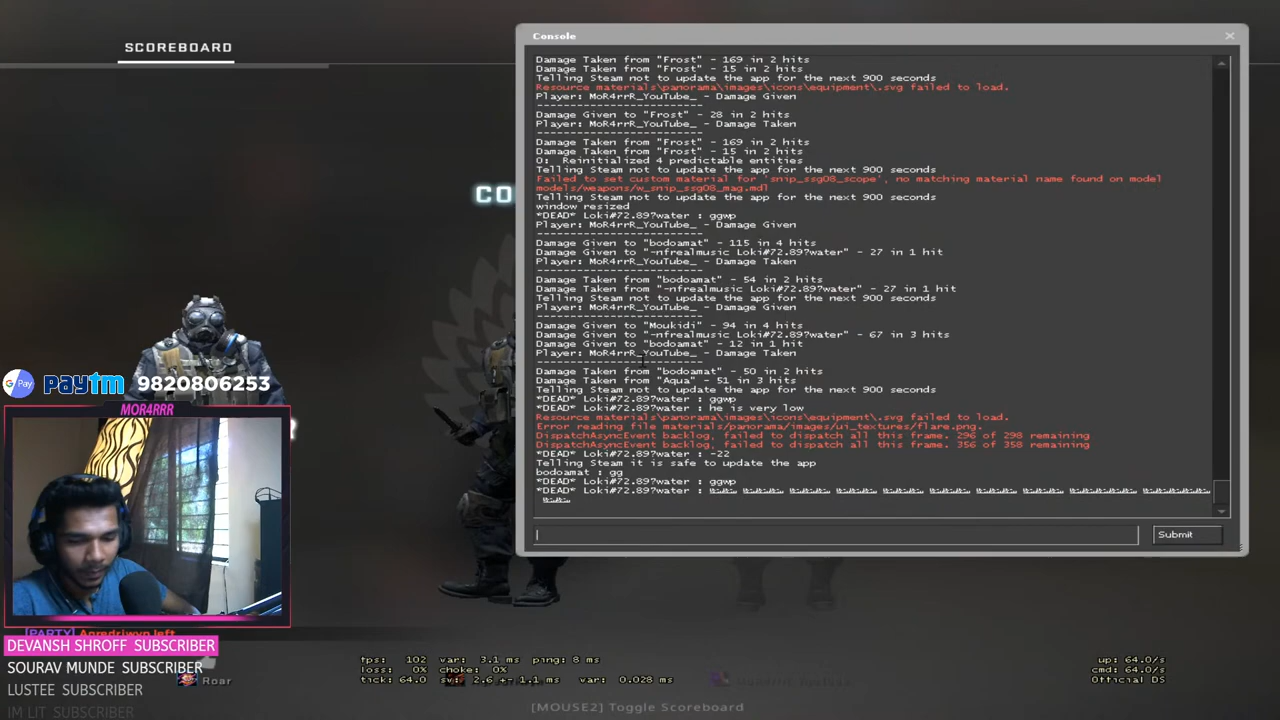 SCOREBOARD
Console
Damage Taken from "Frost" - 169 in 2 hits
Damage Taken from "Frost" - 15 in 2 hits
Telling Steam not to update the app for the next 900 seconds
Resource materials\panorama\images\icons\equipment\.svg failed to load.
Player: MoR4rrR_YouTube_ - Damage Given
-------------------------
Damage Given to "Frost" - 28 in 2 hits
Player: MoR4rrR_YouTube_ - Damage Taken
-------------------------
Damage Taken from "Frost" - 169 in 2 hits
Damage Taken from "Frost" - 15 in 2 hits
0:  Reinitialized 4 predictable entities
Telling Steam not to update the app for the next 900 seconds
Failed to set custom material for 'snip_ssg08_scope', no matching material name found on model
models/weapons/w_snip_ssg08_mag.mdl
Telling Steam not to update the app for the next 900 seconds
window resized
*DEAD* Loki#72.89?water : ggwp
Player: MoR4rrR_YouTube_ - Damage Given
-------------------------
Damage Given to "bodoamat" - 115 in 4 hits
Damage Given to "-nfrealmusic Loki#72.89?water" - 27 in 1 hit
Player: MoR4rrR_YouTube_ - Damage Taken
-------------------------
Damage Taken from "bodoamat" - 54 in 2 hits
Damage Taken from "-nfrealmusic Loki#72.89?water" - 27 in 1 hit
Telling Steam not to update the app for the next 900 seconds
Player: MoR4rrR_YouTube_ - Damage Given
-------------------------
Damage Given to "Moukidi" - 94 in 4 hits
Damage Given to "-nfrealmusic Loki#72.89?water" - 67 in 3 hits
Damage Given to "bodoamat" - 12 in 1 hit
Player: MoR4rrR_YouTube_ - Damage Taken
-------------------------
Damage Taken from "bodoamat" - 50 in 2 hits
Damage Taken from "Aqua" - 51 in 3 hits
Telling Steam not to update the app for the next 900 seconds
*DEAD* Loki#72.89?water : ggwp
*DEAD* Loki#72.89?water : he is very low
Resource materials\panorama\images\icons\equipment\.svg failed to load.
Error reading file materials/panorama/images/ui_textures/flare.png.
DispatchAsyncEvent backlog, failed to dispatch all this frame. 296 of 298 remaining
DispatchAsyncEvent backlog, failed to dispatch all this frame. 356 of 358 remaining
*DEAD* Loki#72.89?water : -22
Telling Steam it is safe to update the app
bodoamat : gg
*DEAD* Loki#72.89?water : ggwp
*DEAD* Loki#72.89?water :
Submit
CO
G Pay paytm 9820806253
MOR4RRR
[PARTY] Apredriwyn left
DEVANSH SHROFF SUBSCRIBER
SOURAV MUNDE SUBSCRIBER
LUSTEE SUBSCRIBER
IM LIT SUBSCRIBER
Roar
fps: 102 var: 3.1 ms ping: 8 ms
loss: 0% choke: 0%
tick: 64.0 sv: 2.6 +- 1.1 ms var: 0.028 ms
up: 64.0/s
cmd: 64.0/s
Official DS
[MOUSE2] Toggle Scoreboard